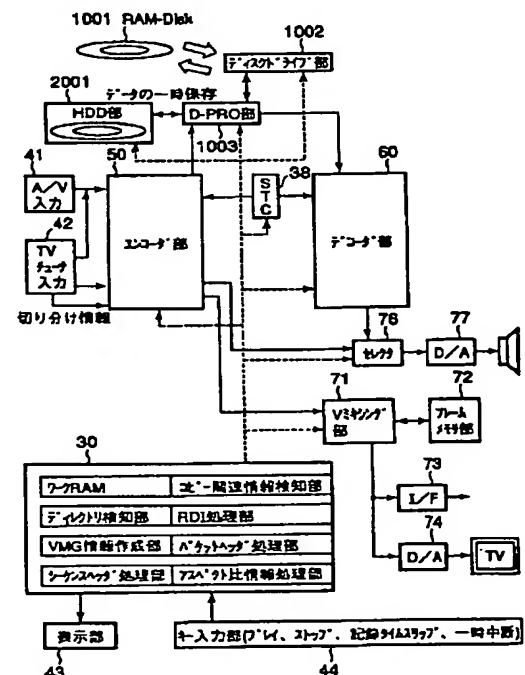 1001 RAM-Disk
1002
ディスクドライブ部
2001
データの一時保存
HDD部
D-PRO部
1003
41
50
60
A/V
入力
38
STC
42
エンコーダ部
デコーダ部
TV
チューナ
入力
切り分け情報
76
77
セレクタ
D/A
71
72
Vミキシング
部
フレーム
メモリ部
30
73
I/F
ワークRAM
コピー関連情報検知部
ディレクトリ検知部
RDI処理部
74
VMG情報作成部
パケットヘッダ処理部
D/A
TV
シーケンスヘッダ処理部
アスペクト比情報処理部
表示部
キー入力部(プレイ、ストップ、記録タイムスラップ、一時中断)
43
44